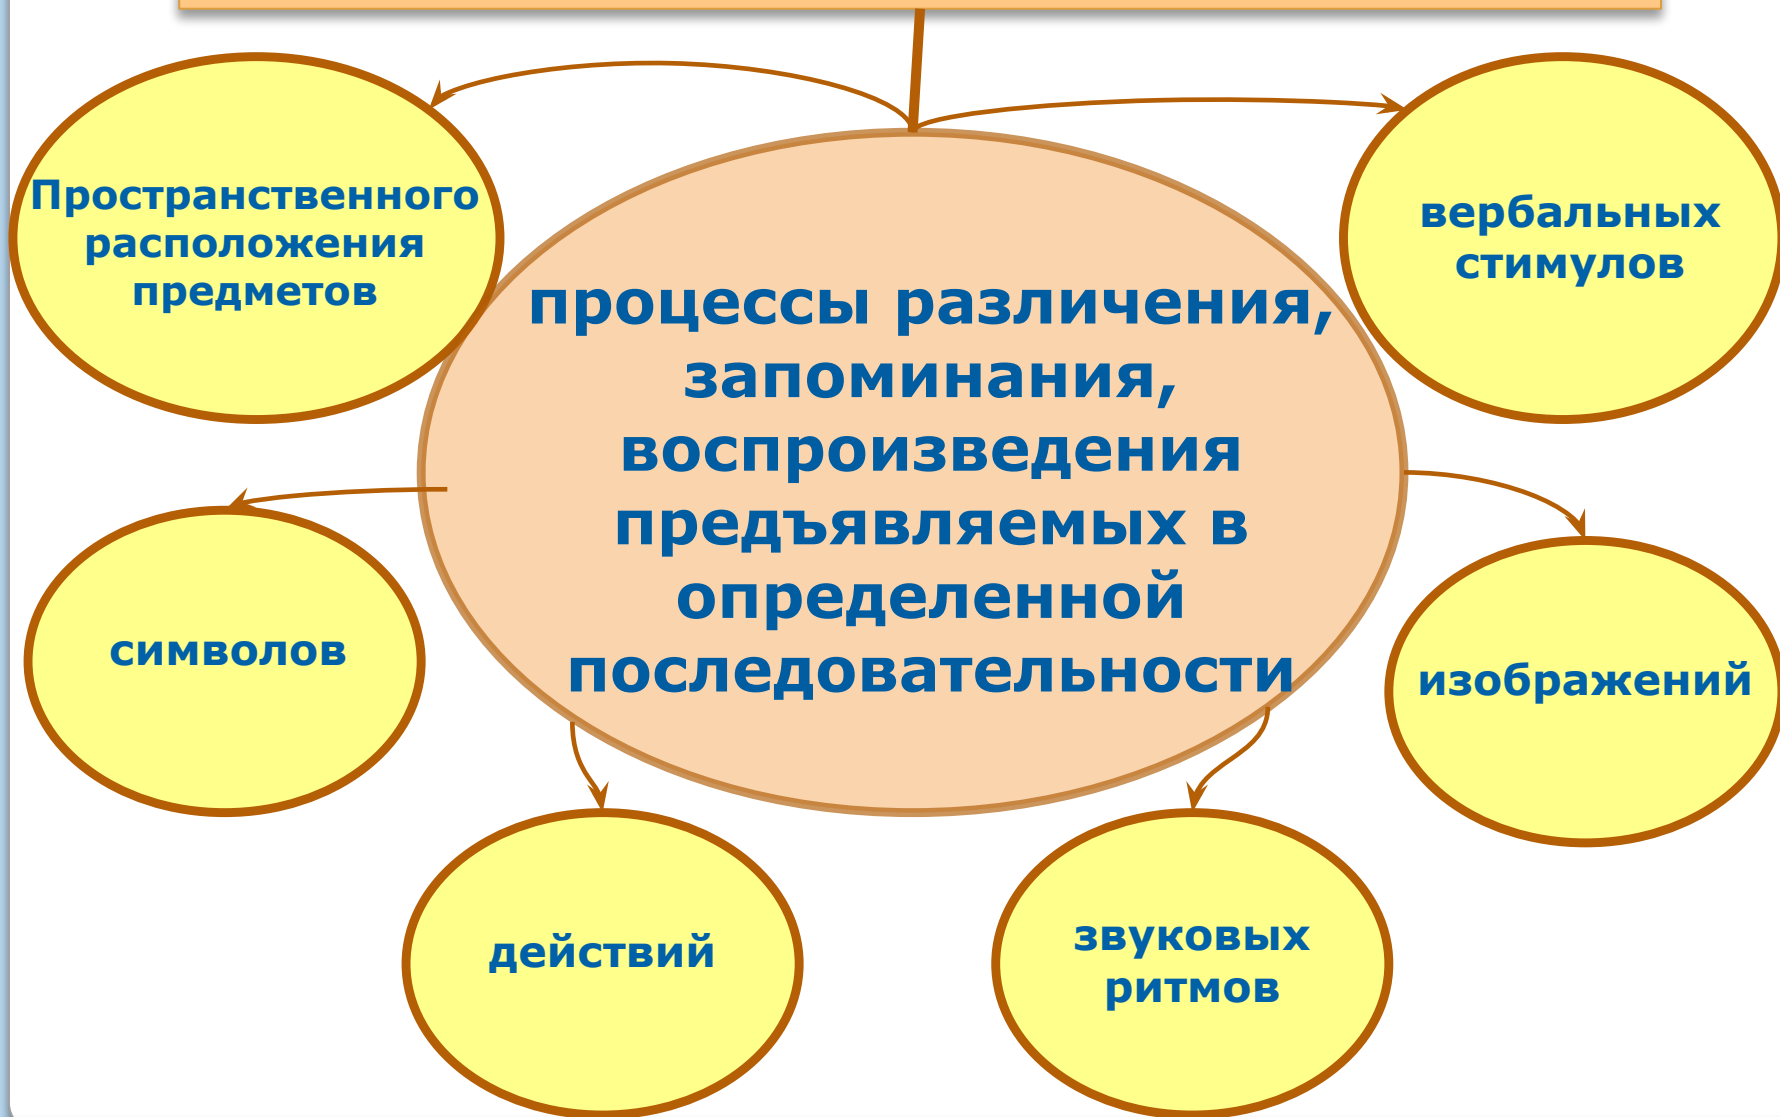 Пространственного
расположения
предметов
вербальных
стимулов
процессы различения,
запоминания,
воспроизведения
предъявляемых в
определенной
последовательности
символов
изображений
действий
звуковых
ритмов